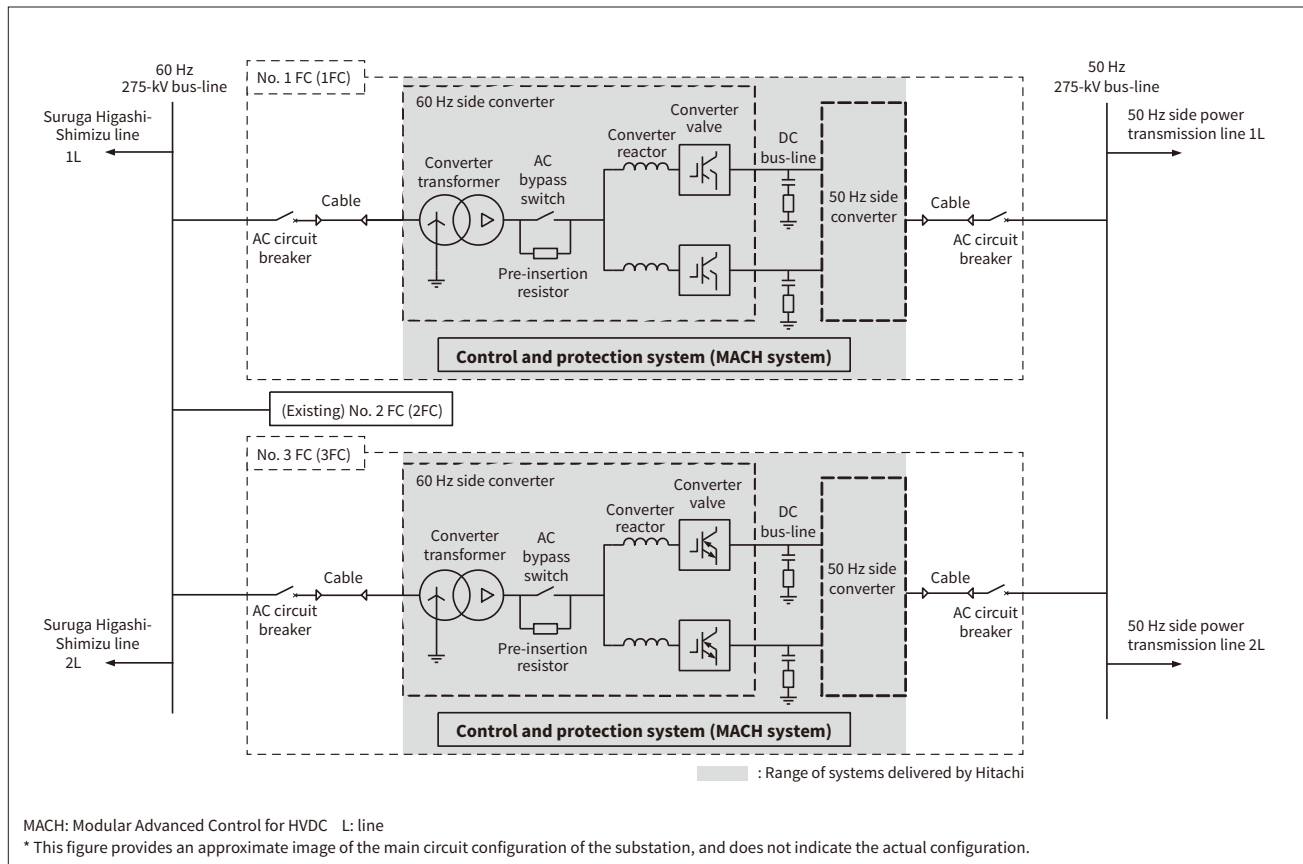 60 Hz
275-kV bus-line
Suruga Higashi-
Shimizu line
1L
No. 1 FC (1FC)
60 Hz side converter
Converter
transformer
AC
bypass
switch
Pre-insertion
resistor
Converter
reactor
Converter
valve
DC
bus-line
50 Hz side
converter
Cable
AC circuit
breaker
Cable
AC circuit
breaker
Control and protection system (MACH system)
50 Hz
275-kV bus-line
50 Hz side power
transmission line 1L
(Existing) No. 2 FC (2FC)
No. 3 FC (3FC)
60 Hz side converter
Converter
transformer
AC
bypass
switch
Pre-insertion
resistor
Converter
reactor
Converter
valve
DC
bus-line
50 Hz side
converter
Cable
AC circuit
breaker
Cable
AC circuit
breaker
Suruga Higashi-
Shimizu line
2L
50 Hz side power
transmission line 2L
Control and protection system (MACH system)
: Range of systems delivered by Hitachi
MACH: Modular Advanced Control for HVDC L: line
* This figure provides an approximate image of the main circuit configuration of the substation, and does not indicate the actual configuration.